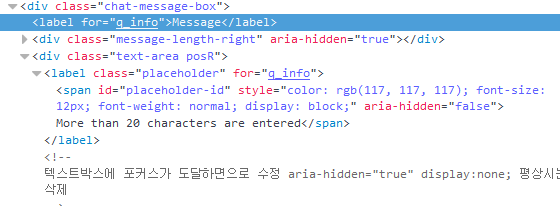 <div class="chat-message-box">
<label for="q_info">Message</label>
<div class="message-length-right" aria-hidden="true"></div>
<div class="text-area posR">
<label class="placeholder" for="q_info">
<span id="placeholder-id" style="color: rgb(117, 117, 117); font-size:
12px; font-weight: normal; display: block;" aria-hidden="false">
More than 20 characters are entered</span>
</label>
<!--
텍스트박스에 포커스가 도달하면으로 수정 aria-hidden="true" display:none; 평상시는
삭제